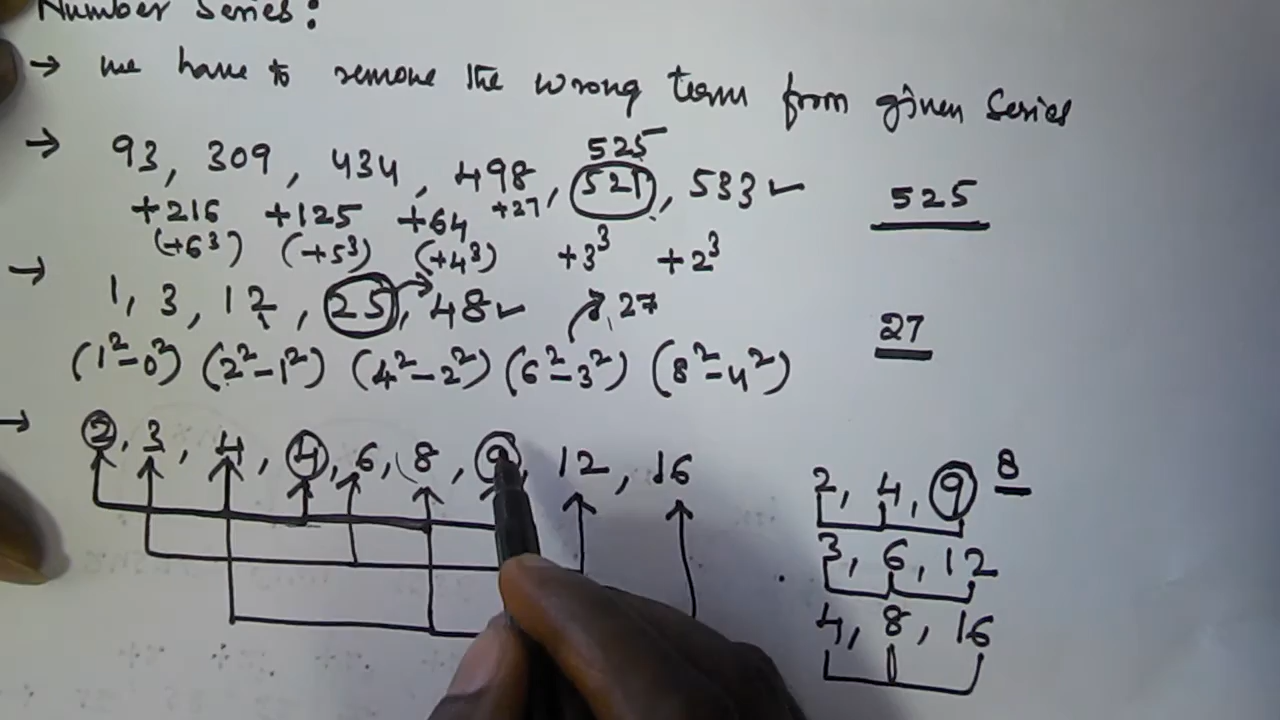 Number Series:
→ we have to remove the wrong term from given Series
525
→ 93, 309, 434, 498, 521, 533 ✓ 525
+216 +125 +64 +27
(+6³) (+5³) (+4³) +3³ +2³
→ 1, 3, 12, 25, 48 ✓ 27 27
(1²-0²) (2²-1²) (4²-2²) (6²-3²) (8²-4²)
→ 2, 3, 4, 4, 6, 8, 9, 12, 16
2, 4, 9 8
3, 6, 12
4, 8, 16